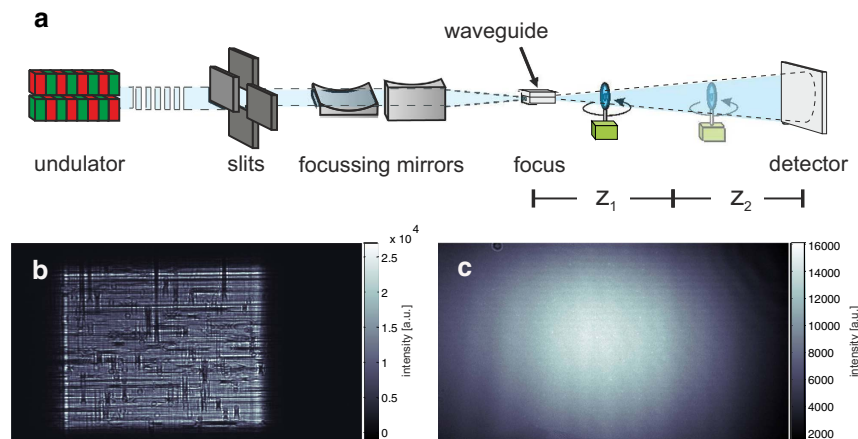 a
waveguide
undulator
slits
focussing mirrors
focus
detector
Z1
Z2
b
x 10^4
2.5
2
1.5
1
0.5
0
intensity [a.u.]
c
16000
14000
12000
10000
8000
6000
4000
2000
intensity [a.u.]